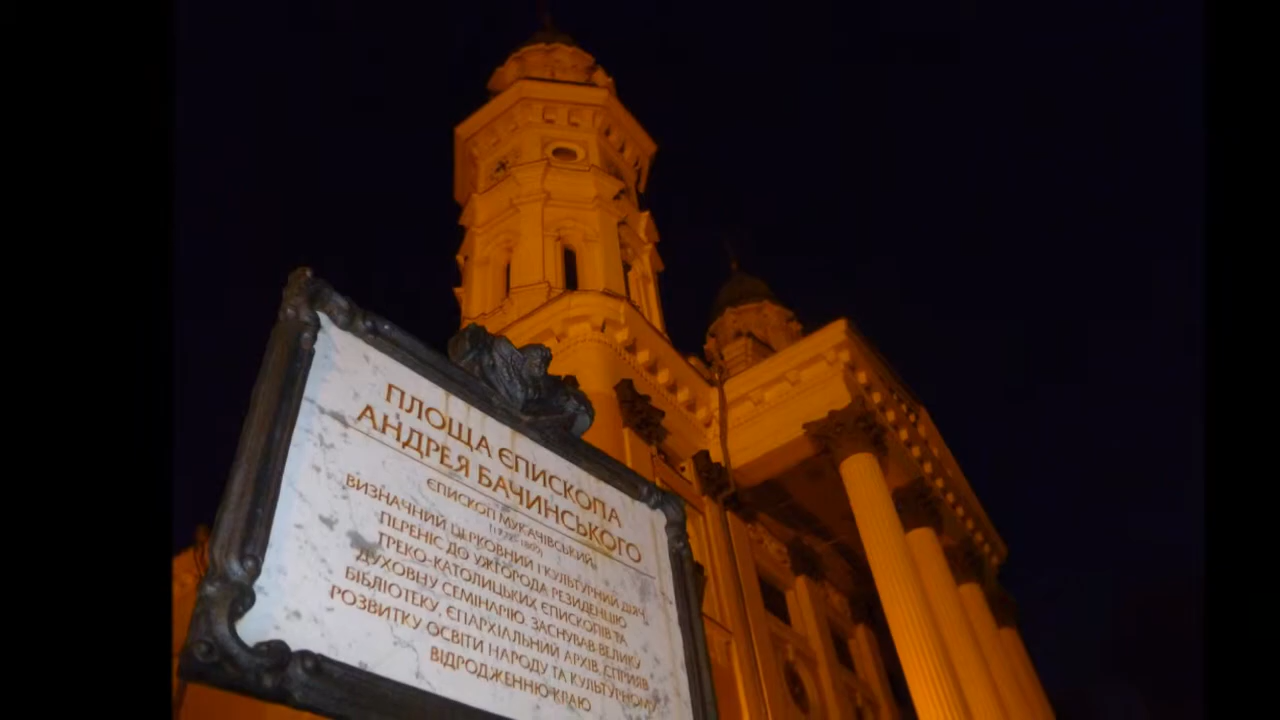 ПЛОЩА ЄПИСКОПА
АНДРЕЯ БАЧИНСЬКОГО
ЄПИСКОП МУКАЧІВСЬКИЙ
ВИЗНАЧНИЙ ЦЕРКОВНИЙ І КУЛЬТУРНИЙ ДІЯЧ,
ПЕРЕНІС ДО УЖГОРОДА РЕЗИДЕНЦІЮ
ГРЕКО-КАТОЛИЦЬКИХ ЄПИСКОПІВ ТА
ДУХОВНУ СЕМІНАРІЮ, ЗАСНУВАВ ВЕЛИКУ
БІБЛІОТЕКУ, ЄПАРХІАЛЬНИЙ АРХІВ, СПРИЯВ
РОЗВИТКУ ОСВІТИ НАРОДУ ТА КУЛЬТУРНОМУ
ВІДРОДЖЕННЮ КРАЮ